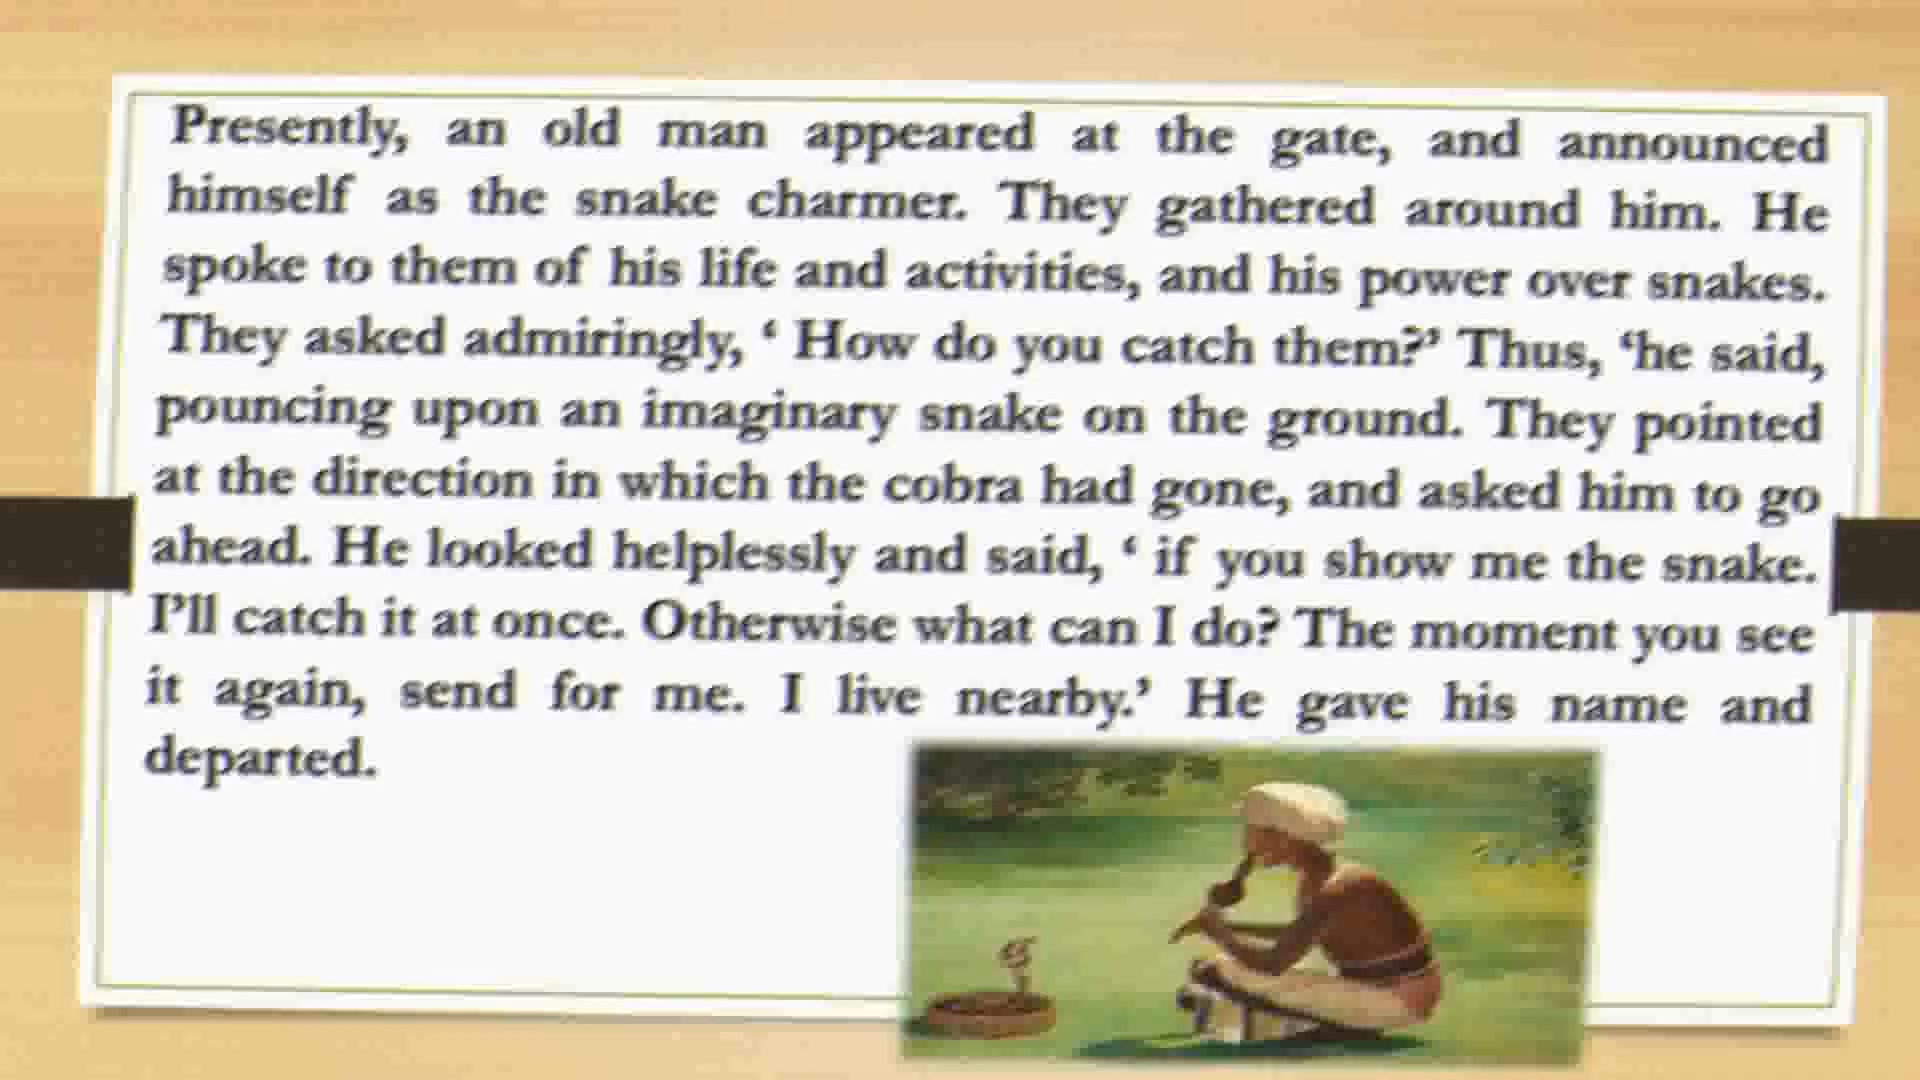 Presently, an old man appeared at the gate, and announced
himself as the snake charmer. They gathered around him. He
spoke to them of his life and activities, and his power over snakes.
They asked admiringly, ‘ How do you catch them?’ Thus, ‘he said,
pouncing upon an imaginary snake on the ground. They pointed
at the direction in which the cobra had gone, and asked him to go
ahead. He looked helplessly and said, ‘ if you show me the snake.
I’ll catch it at once. Otherwise what can I do? The moment you see
it again, send for me. I live nearby.’ He gave his name and
departed.